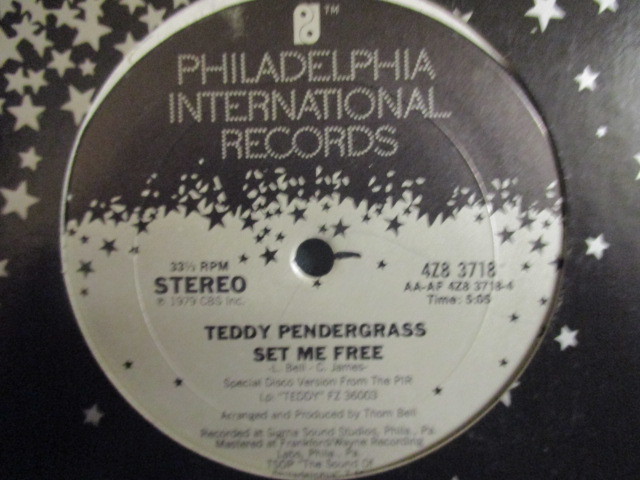 TM
PHILADELPHIA
INTERNATIONAL
RECORDS
33⅓ RPM
STEREO
℗ 1979 CBS Inc.
4Z8 3718
AA-AF 4Z8 3718-4
Time: 5:05
TEDDY PENDERGRASS
SET ME FREE
-L. Bell - C. James-
Special Disco Version From The PIR
Lp: "TEDDY" FZ 36003
Arranged and Produced by Thom Bell
Recorded at Sigma Sound Studios, Phila., Pa.
Mastered at Frankford/Wayne Recording
Labs, Phila., Pa.
TSOP "The Sound Of